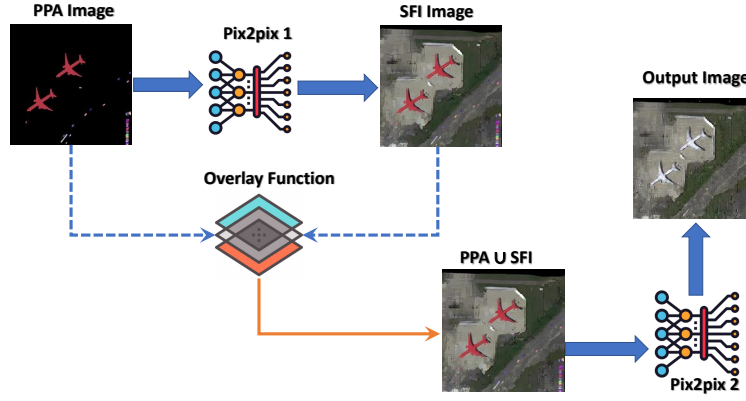 PPA Image
SFI Image
Pix2pix 1
Output Image
Overlay Function
PPA ∪ SFI
Pix2pix 2